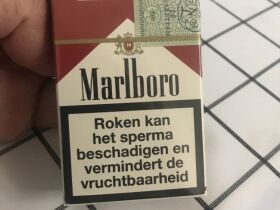 Marlboro
Roken kan
het sperma
beschadigen en
vermindert de
vruchtbaarheid